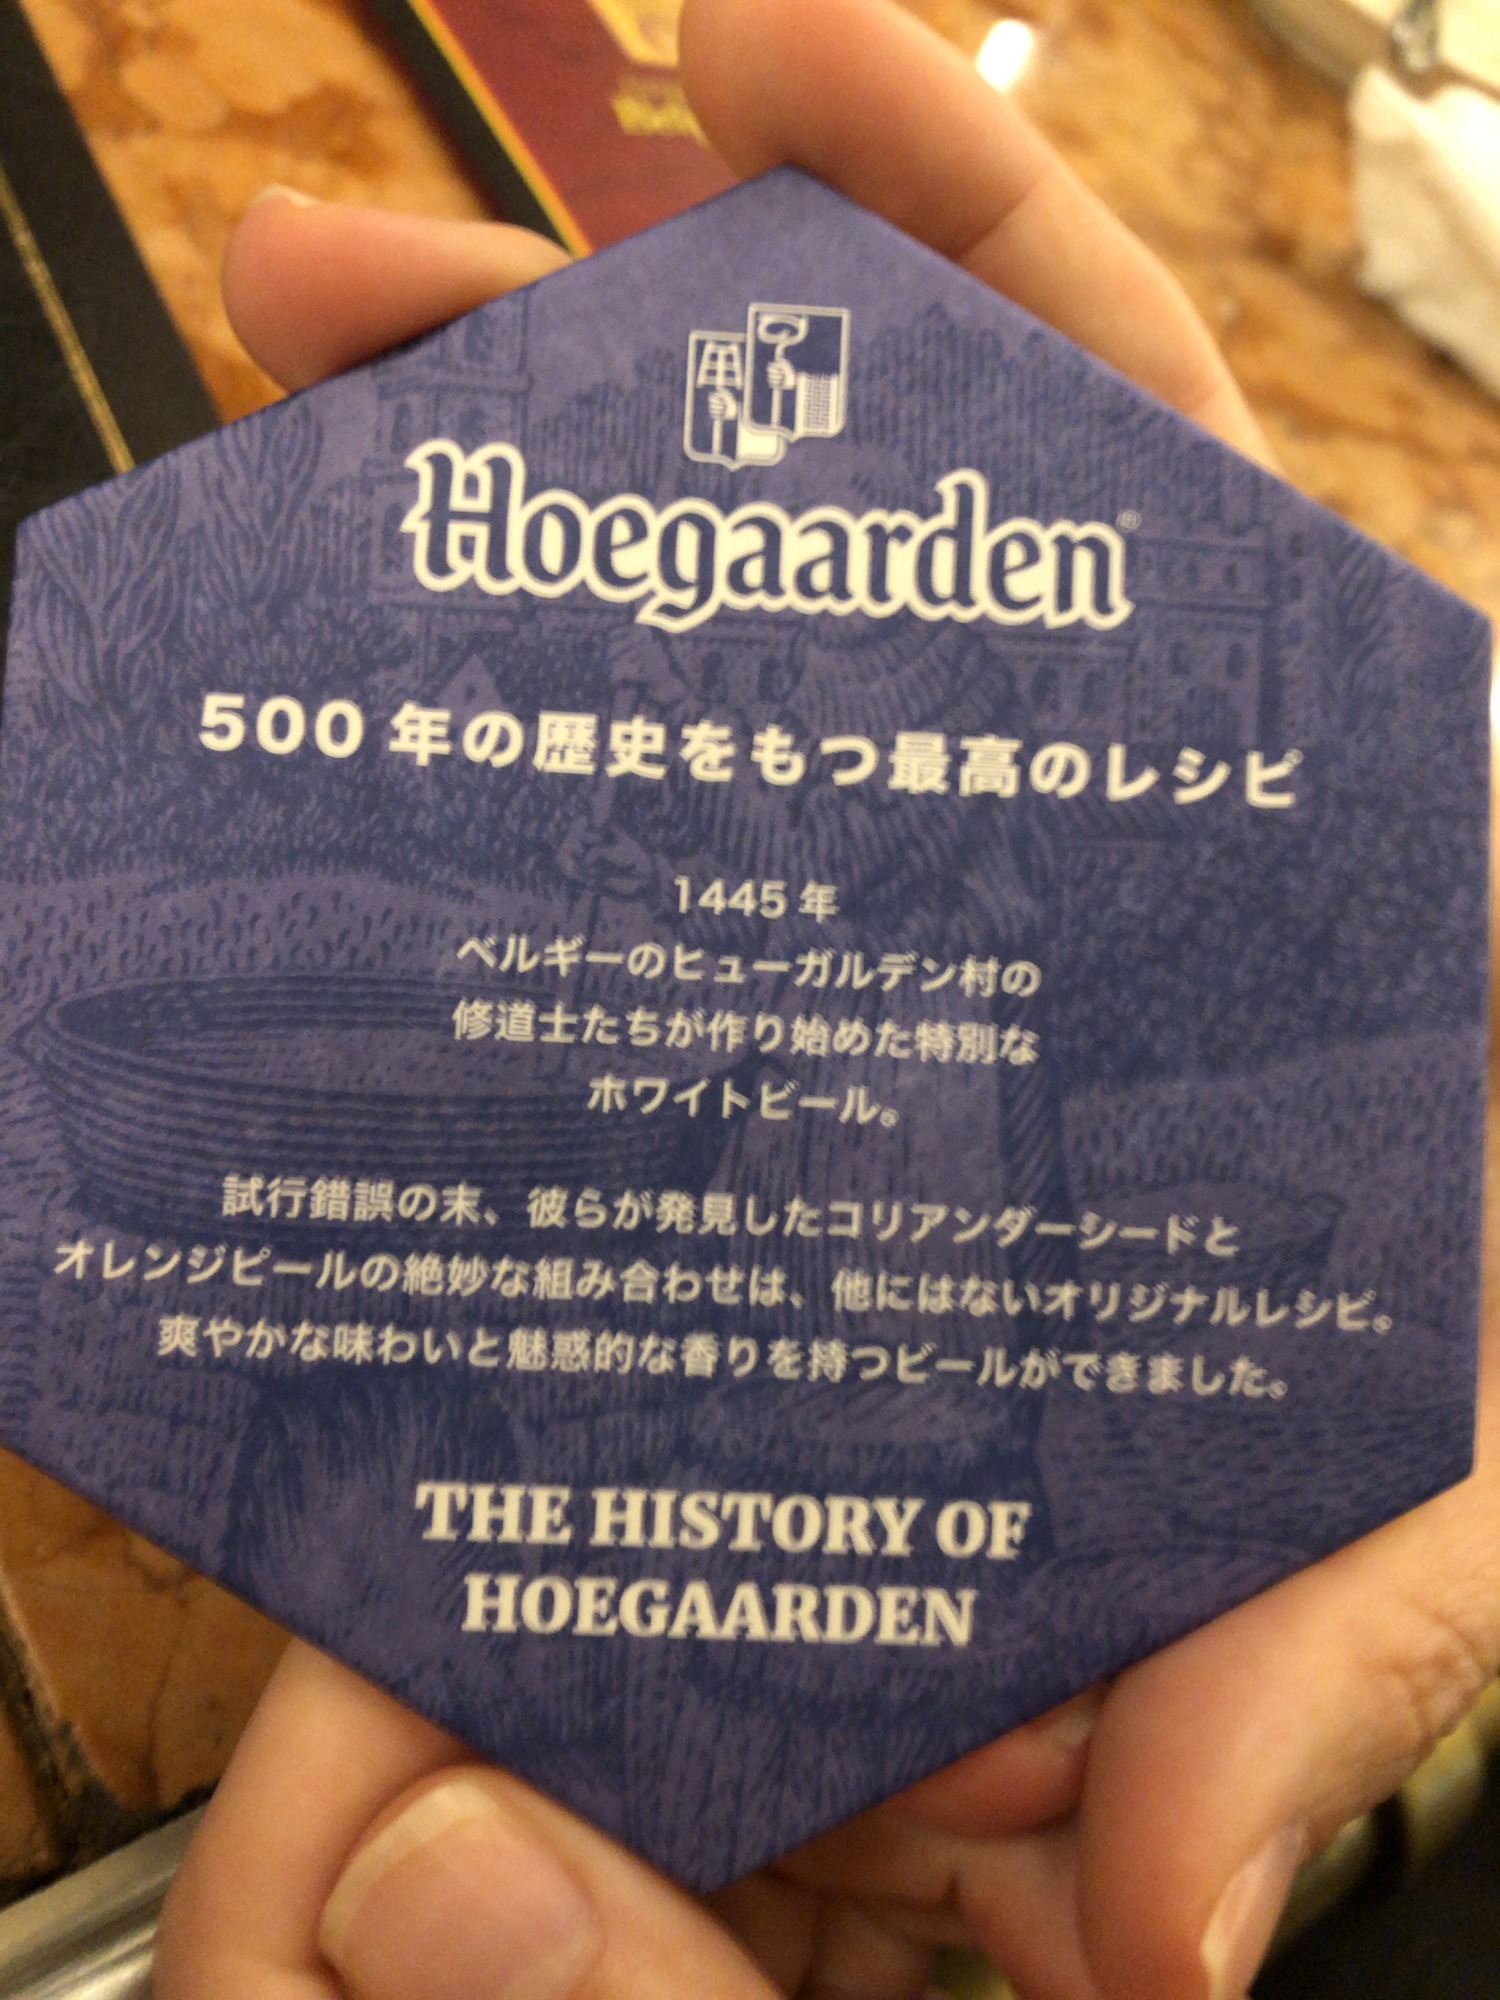 Hoegaarden®
500年の歴史をもつ最高のレシピ
1445年
ベルギーのヒューガルデン村の
修道士たちが作り始めた特別な
ホワイトビール。
試行錯誤の末、彼らが発見したコリアンダーシードと
オレンジピールの絶妙な組み合わせは、他にはないオリジナルレシピ。
爽やかな味わいと魅惑的な香りを持つビールができました。
THE HISTORY OF
HOEGAARDEN